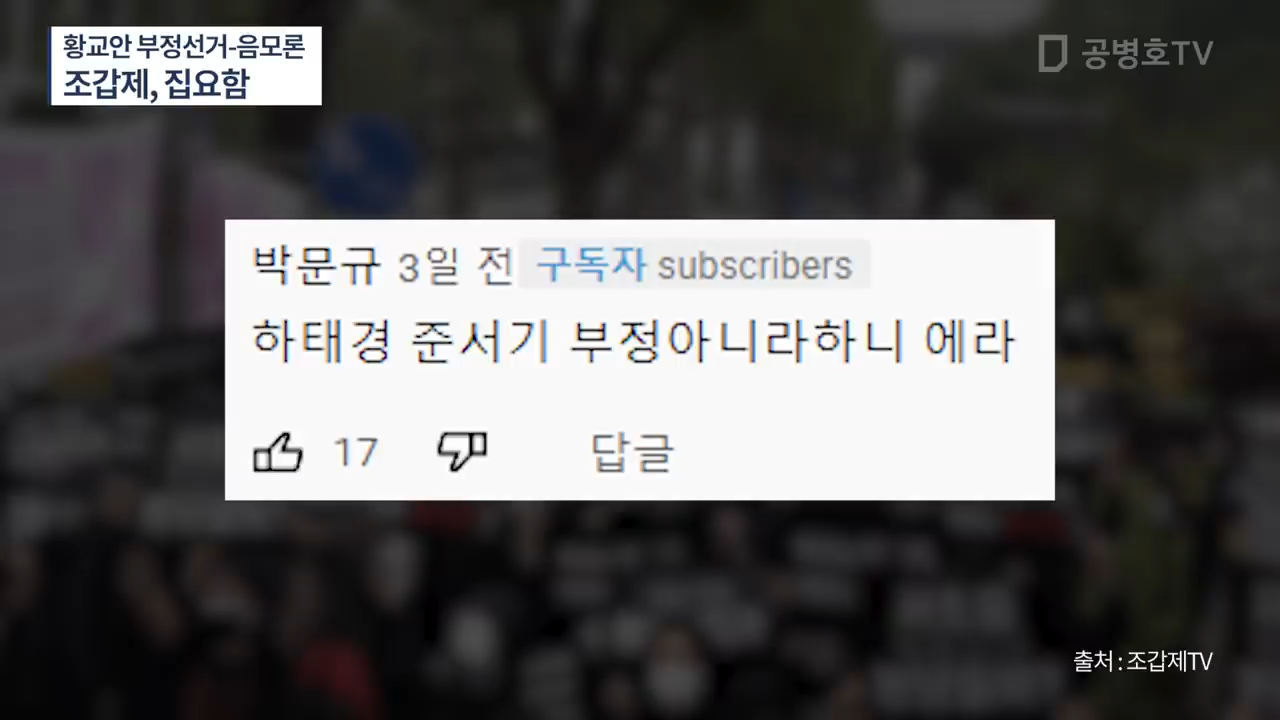 황교안 부정선거-음모론
조갑제, 집요함
공병호TV
박문규 3일 전 구독자 subscribers
하태경 준서기 부정아니라하니 에라
17 답글
출처 : 조갑제TV